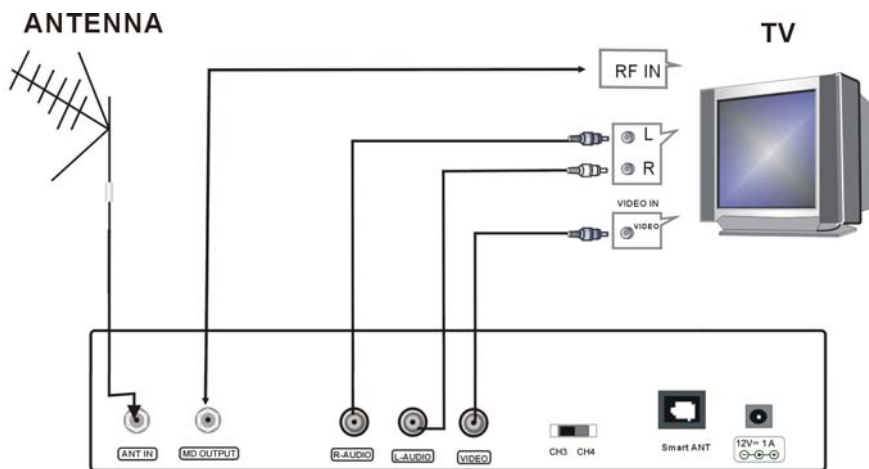 ANTENNA
TV
RF IN
L
R
VIDEO IN
VIDEO
ANT IN
MD OUTPUT
R-AUDIO
L-AUDIO
VIDEO
CH3 CH4
Smart ANT
12V⎓ 1A